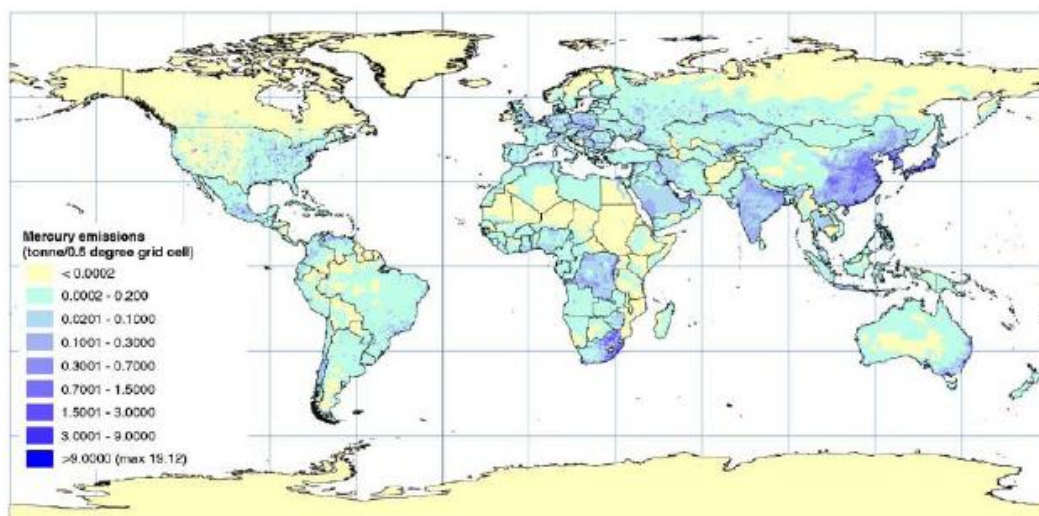 Mercury emissions
(tonne/0.5 degree grid cell)
< 0.0002
0.0002 - 0.200
0.0201 - 0.1000
0.1001 - 0.3000
0.3001 - 0.7000
0.7001 - 1.5000
1.5001 - 3.0000
3.0001 - 9.0000
>9.0000 (max 19.12)